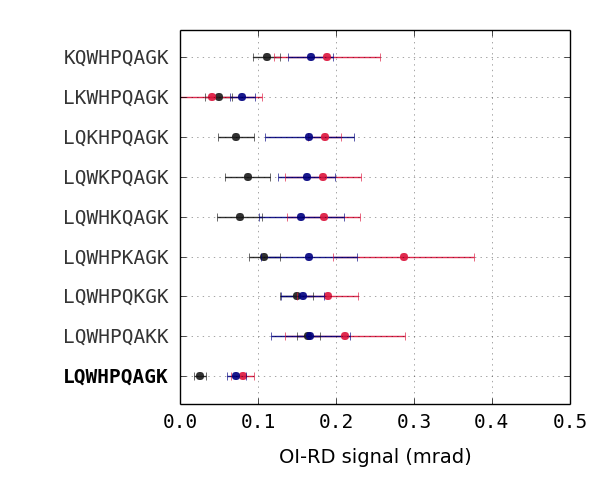 KQWHPQAGK
LKWHPQAGK
LQKHPQAGK
LQWKPQAGK
LQWHKQAGK
LQWHPKAGK
LQWHPQKGK
LQWHPQAKK
LQWHPQAGK
0.0 0.1 0.2 0.3 0.4 0.5
OI-RD signal (mrad)